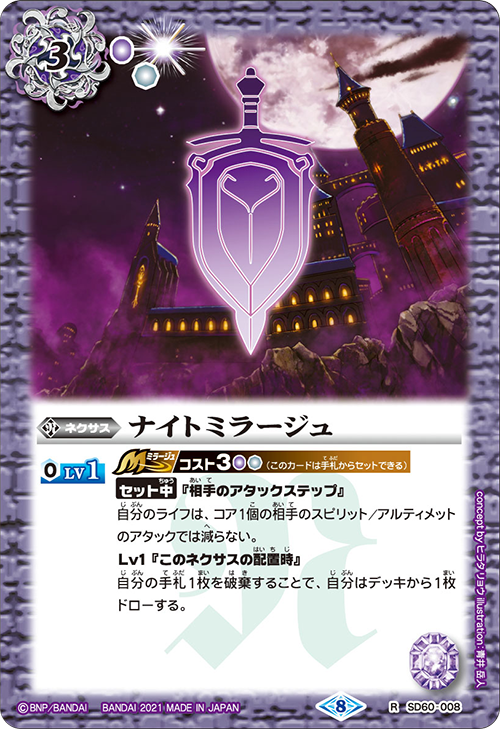 3
ネクサス ナイトミラージュ
0 LV1
M ミラージュ コスト3 (このカードは手札からセットできる)
セット中『相手のアタックステップ』
自分のライフは、コア1個の相手のスピリット/アルティメット
のアタックでは減らない。
Lv1『このネクサスの配置時』
自分の手札1枚を破棄することで、自分はデッキから1枚
ドローする。
concept by ヒラタリョウ illustration:青井 岳人
©BNP/BANDAI BANDAI 2021 MADE IN JAPAN
8
R SD60-008